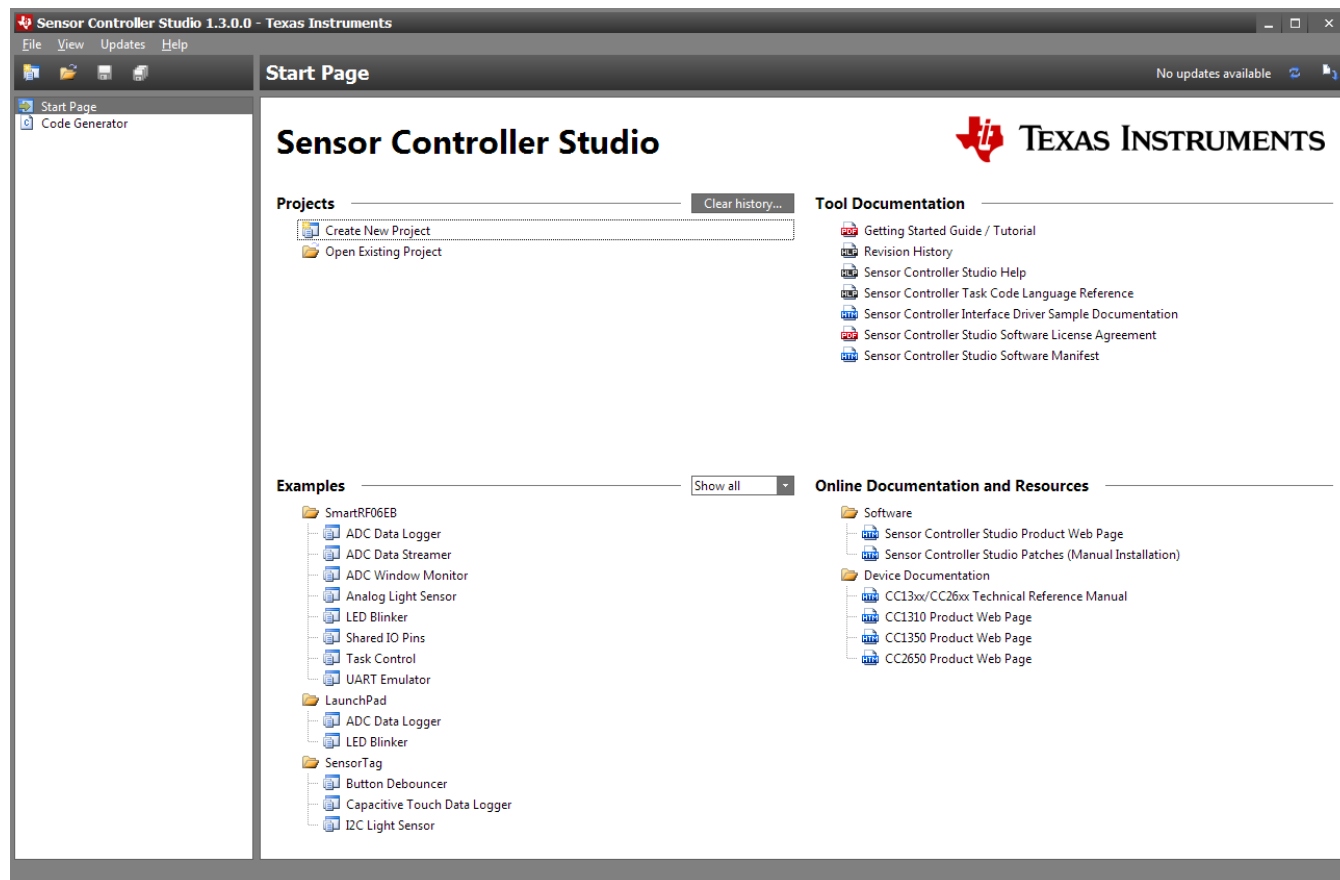 Sensor Controller Studio 1.3.0.0 - Texas Instruments
File View Updates Help
Start Page
No updates available
Start Page
Code Generator
Sensor Controller Studio
TEXAS INSTRUMENTS
Projects
Clear history...
Create New Project
Open Existing Project
Tool Documentation
Getting Started Guide / Tutorial
Revision History
Sensor Controller Studio Help
Sensor Controller Task Code Language Reference
Sensor Controller Interface Driver Sample Documentation
Sensor Controller Studio Software License Agreement
Sensor Controller Studio Software Manifest
Examples
Show all
SmartRF06EB
ADC Data Logger
ADC Data Streamer
ADC Window Monitor
Analog Light Sensor
LED Blinker
Shared IO Pins
Task Control
UART Emulator
LaunchPad
ADC Data Logger
LED Blinker
SensorTag
Button Debouncer
Capacitive Touch Data Logger
I2C Light Sensor
Online Documentation and Resources
Software
Sensor Controller Studio Product Web Page
Sensor Controller Studio Patches (Manual Installation)
Device Documentation
CC13xx/CC26xx Technical Reference Manual
CC1310 Product Web Page
CC1350 Product Web Page
CC2650 Product Web Page